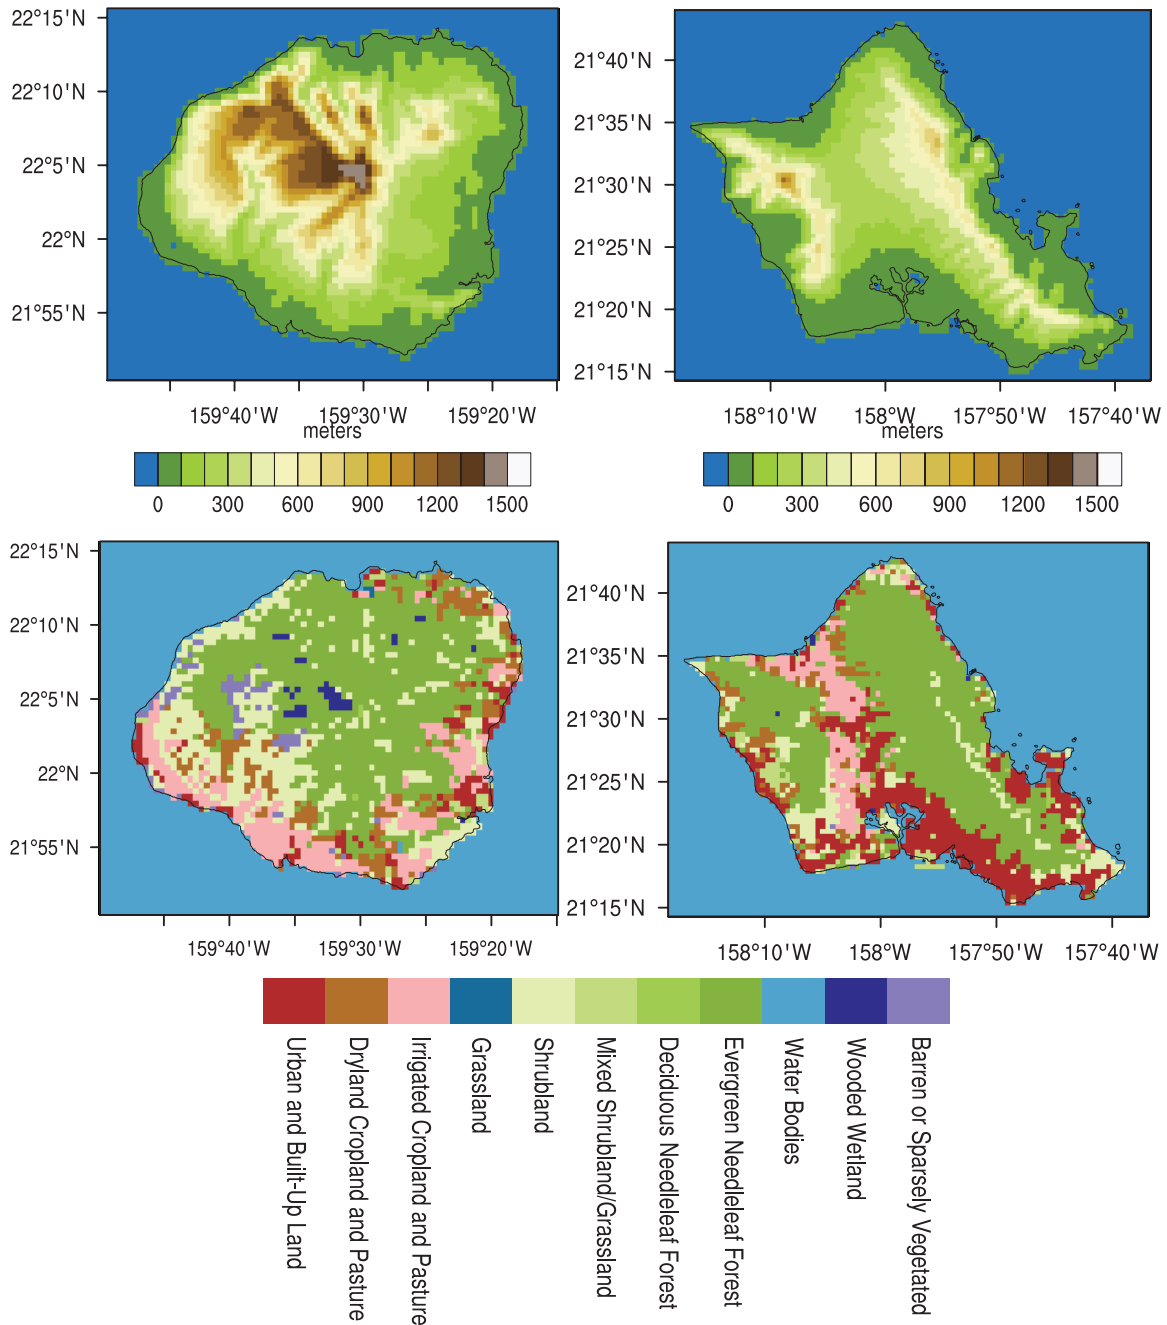 22°15'N
22°10'N
22°5'N
22°N
21°55'N
159°40'W 159°30'W 159°20'W
meters
0 300 600 900 1200 1500
21°40'N
21°35'N
21°30'N
21°25'N
21°20'N
21°15'N
158°10'W 158°W 157°50'W 157°40'W
meters
0 300 600 900 1200 1500
22°15'N
22°10'N
22°5'N
22°N
21°55'N
159°40'W 159°30'W 159°20'W
21°40'N
21°35'N
21°30'N
21°25'N
21°20'N
21°15'N
158°10'W 158°W 157°50'W 157°40'W
Urban and Built-Up Land
Dryland Cropland and Pasture
Irrigated Cropland and Pasture
Grassland
Shrubland
Mixed Shrubland/Grassland
Deciduous Needleleaf Forest
Evergreen Needleleaf Forest
Water Bodies
Wooded Wetland
Barren or Sparsely Vegetated